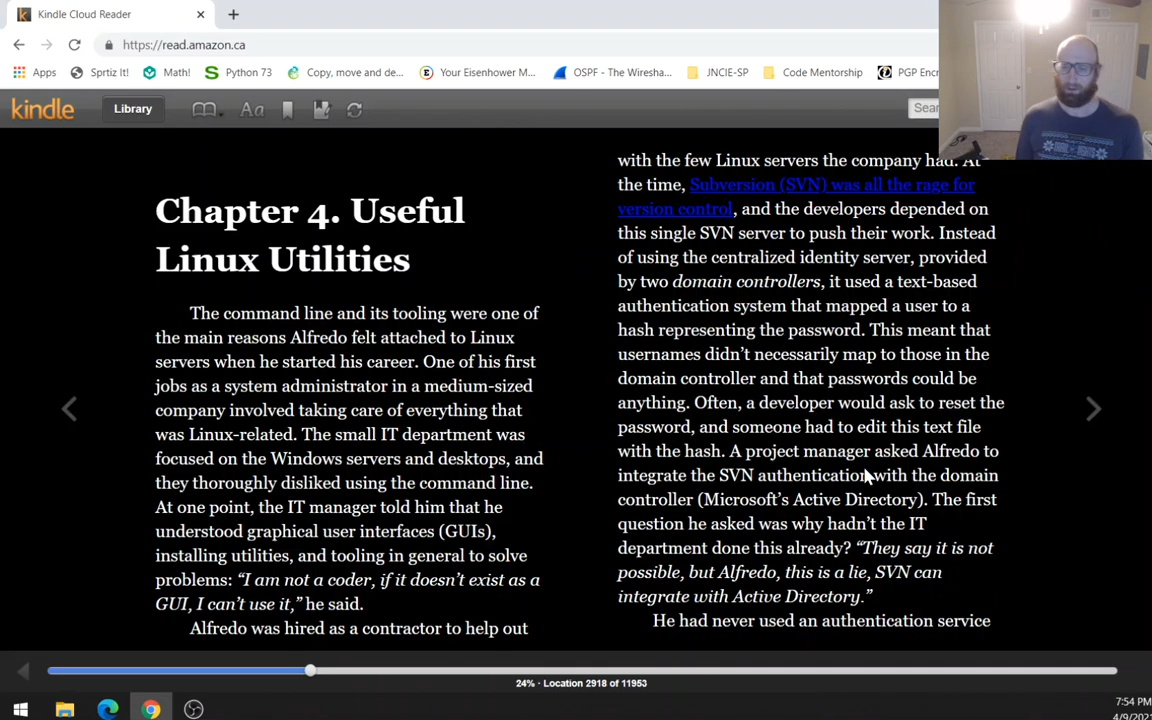 Kindle Cloud Reader
https://read.amazon.ca
Apps
Sprtiz It!
Math!
Python 73
Copy, move and de...
Your Eisenhower M...
OSPF - The Wiresha...
JNCIE-SP
Code Mentorship
PGP Encr
kindle
Library
Aa
Sear
Chapter 4. Useful
Linux Utilities
The command line and its tooling were one of
the main reasons Alfredo felt attached to Linux
servers when he started his career. One of his first
jobs as a system administrator in a medium-sized
company involved taking care of everything that
was Linux-related. The small IT department was
focused on the Windows servers and desktops, and
they thoroughly disliked using the command line.
At one point, the IT manager told him that he
understood graphical user interfaces (GUIs),
installing utilities, and tooling in general to solve
problems: “I am not a coder, if it doesn’t exist as a
GUI, I can’t use it,” he said.
Alfredo was hired as a contractor to help out
with the few Linux servers the company had. At
the time, Subversion (SVN) was all the rage for
version control, and the developers depended on
this single SVN server to push their work. Instead
of using the centralized identity server, provided
by two domain controllers, it used a text-based
authentication system that mapped a user to a
hash representing the password. This meant that
usernames didn’t necessarily map to those in the
domain controller and that passwords could be
anything. Often, a developer would ask to reset the
password, and someone had to edit this text file
with the hash. A project manager asked Alfredo to
integrate the SVN authentication with the domain
controller (Microsoft’s Active Directory). The first
question he asked was why hadn’t the IT
department done this already? “They say it is not
possible, but Alfredo, this is a lie, SVN can
integrate with Active Directory.”
He had never used an authentication service
24% · Location 2918 of 11953
7:54 PM